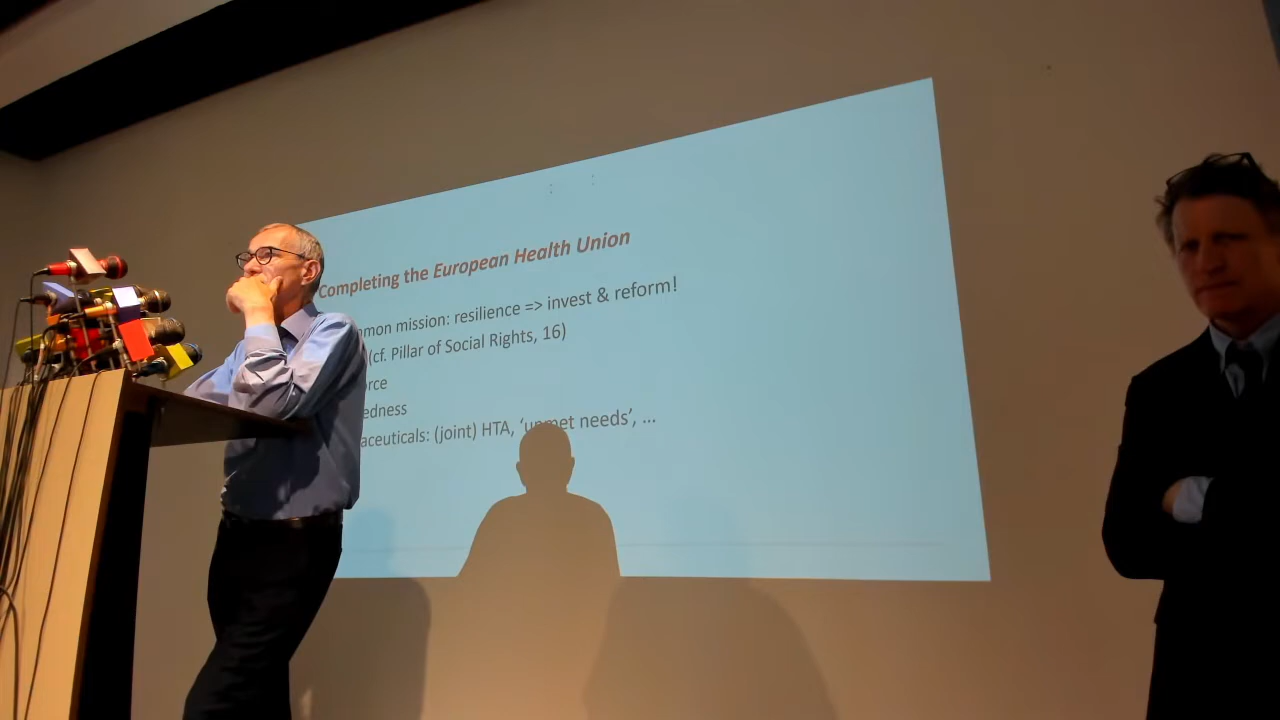 Completing the European Health Union
mmon mission: resilience => invest & reform!
(cf. Pillar of Social Rights, 16)
orce
edness
aceuticals: (joint) HTA, ‘unmet needs’, ...